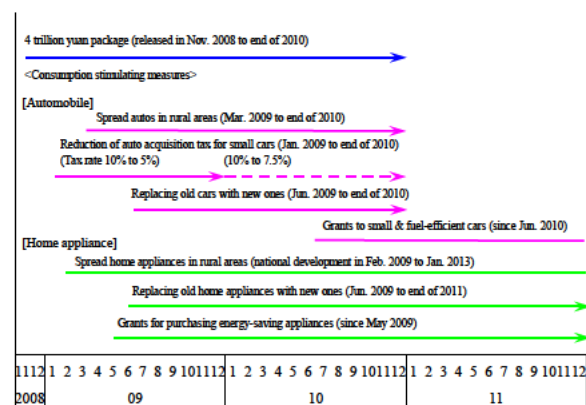 4 trillion yuan package (released in Nov. 2008 to end of 2010)
<Consumption stimulating measures>
[Automobile]
Spread autos in rural areas (Mar. 2009 to end of 2010)
Reduction of auto acquisition tax for small cars (Jan. 2009 to end of 2010)
(Tax rate 10% to 5%) (10% to 7.5%)
Replacing old cars with new ones (Jun. 2009 to end of 2010)
Grants to small & fuel-efficient cars (since Jun. 2010)
[Home appliance]
Spread home appliances in rural areas (national development in Feb. 2009 to Jan. 2013)
Replacing old home appliances with new ones (Jun. 2009 to end of 2011)
Grants for purchasing energy-saving appliances (since May 2009)
11 12 1 2 3 4 5 6 7 8 9 10 11 12 1 2 3 4 5 6 7 8 9 10 11 12 1 2 3 4 5 6 7 8 9 10 11 12
2008 09 10 11